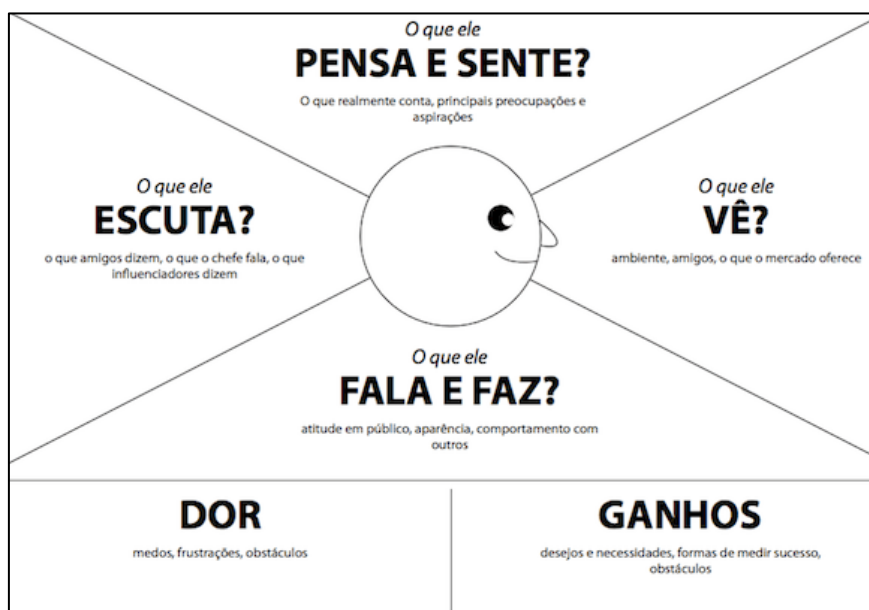 O que ele
PENSA E SENTE?
O que realmente conta, principais preocupações e
aspirações
O que ele
ESCUTA?
o que amigos dizem, o que o chefe fala, o que
influenciadores dizem
O que ele
VÊ?
ambiente, amigos, o que o mercado oferece
O que ele
FALA E FAZ?
atitude em público, aparência, comportamento com
outros
DOR
medos, frustrações, obstáculos
GANHOS
desejos e necessidades, formas de medir sucesso,
obstáculos